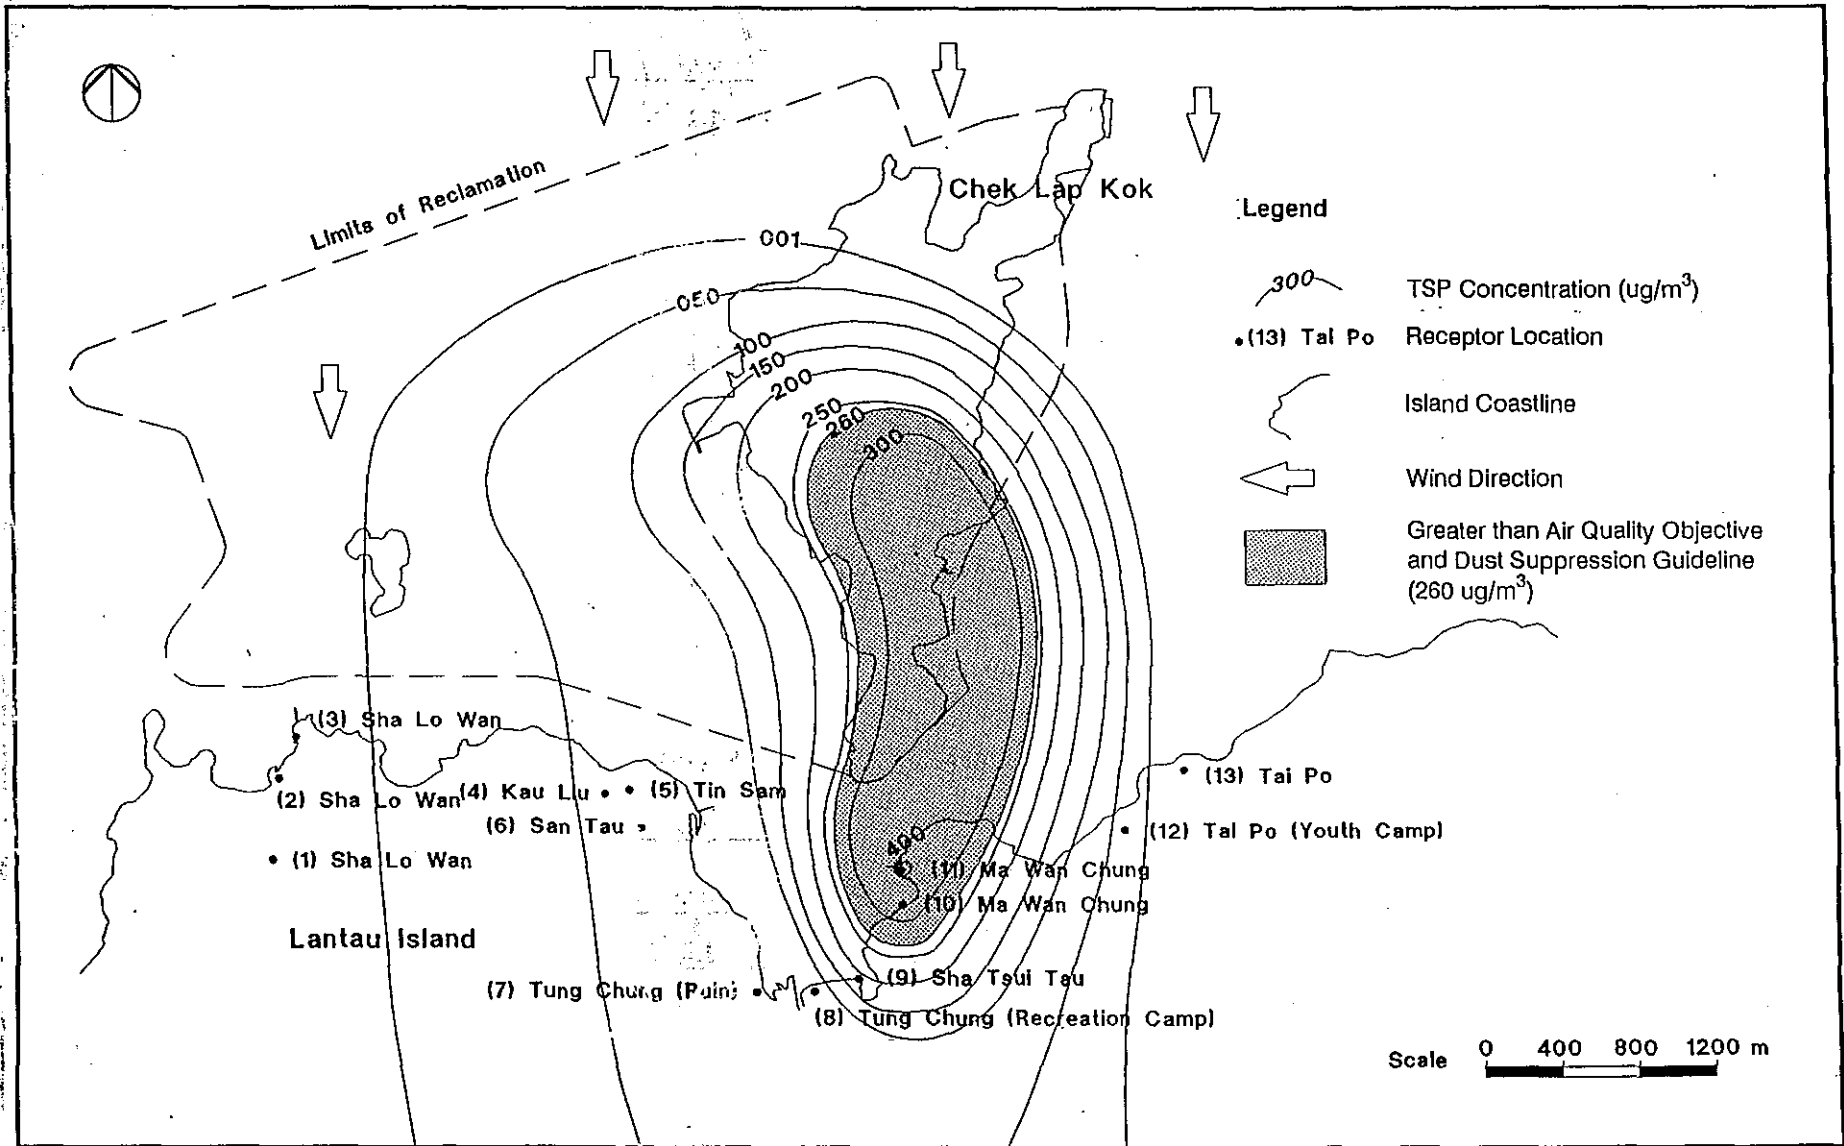 Limits of Reclamation
Chek Lap Kok
001
050
100
150
200
250
260
300
400
Legend
300 TSP Concentration (ug/m³)
(13) Tai Po Receptor Location
Island Coastline
Wind Direction
Greater than Air Quality Objective
and Dust Suppression Guideline
(260 ug/m³)
(3) Sha Lo Wan
(2) Sha Lo Wan
(4) Kau Lu
(5) Tin Sam
(6) San Tau
(1) Sha Lo Wan
(13) Tai Po
(12) Tai Po (Youth Camp)
(11) Ma Wan Chung
(10) Ma Wan Chung
Lantau Island
(9) Sha Tsui Tau
(7) Tung Chung
(8) Tung Chung (Recreation Camp)
Scale 0 400 800 1200 m